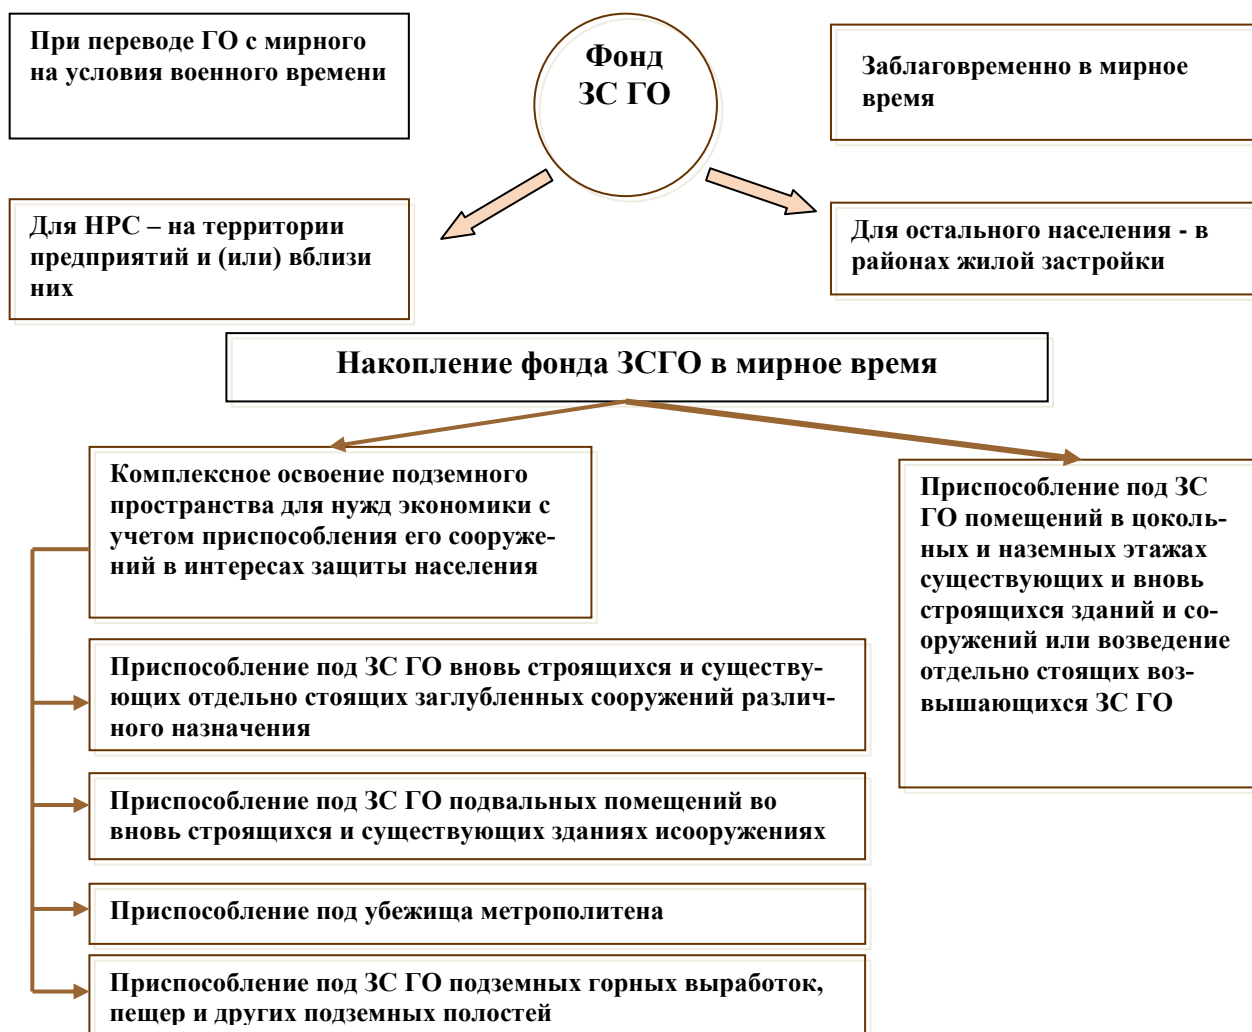 При переводе ГО с мирного
на условия военного времени
Фонд
ЗС ГО
Заблаговременно в мирное
время
Для НРС – на территории
предприятий и (или) вблизи
них
Для остального населения - в
районах жилой застройки
Накопление фонда ЗСГО в мирное время
Комплексное освоение подземного
пространства для нужд экономики с
учетом приспособления его сооруже-
ний в интересах защиты населения
Приспособление под ЗС
ГО помещений в цоколь-
ных и наземных этажах
существующих и вновь
строящихся зданий и со-
оружений или возведение
отдельно стоящих воз-
вышающихся ЗС ГО
Приспособление под ЗС ГО вновь строящихся и существу-
ющих отдельно стоящих заглубленных сооружений различ-
ного назначения
Приспособление под ЗС ГО подвальных помещений во
вновь строящихся и существующих зданиях исооружениях
Приспособление под убежища метрополитена
Приспособление под ЗС ГО подземных горных выработок,
пещер и других подземных полостей